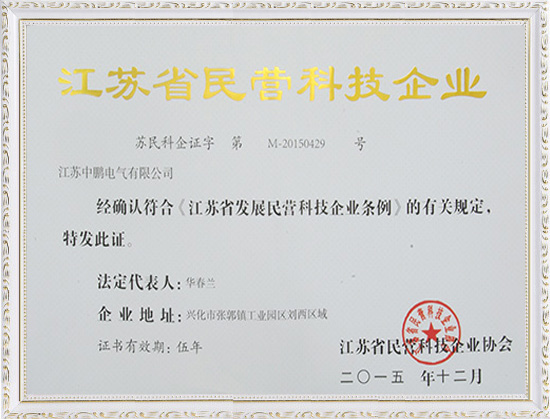 江苏省民营科技企业
苏民科企证字 第 M-20150429 号
江苏中鹏电气有限公司
经确认符合《江苏省发展民营科技企业条例》的有关规定,
特发此证。
法定代表人: 华春兰
企业地址: 兴化市张郭镇工业园区刘西区域
证书有效期: 伍年
江苏省民营科技企业协会
二〇一五 年十二月